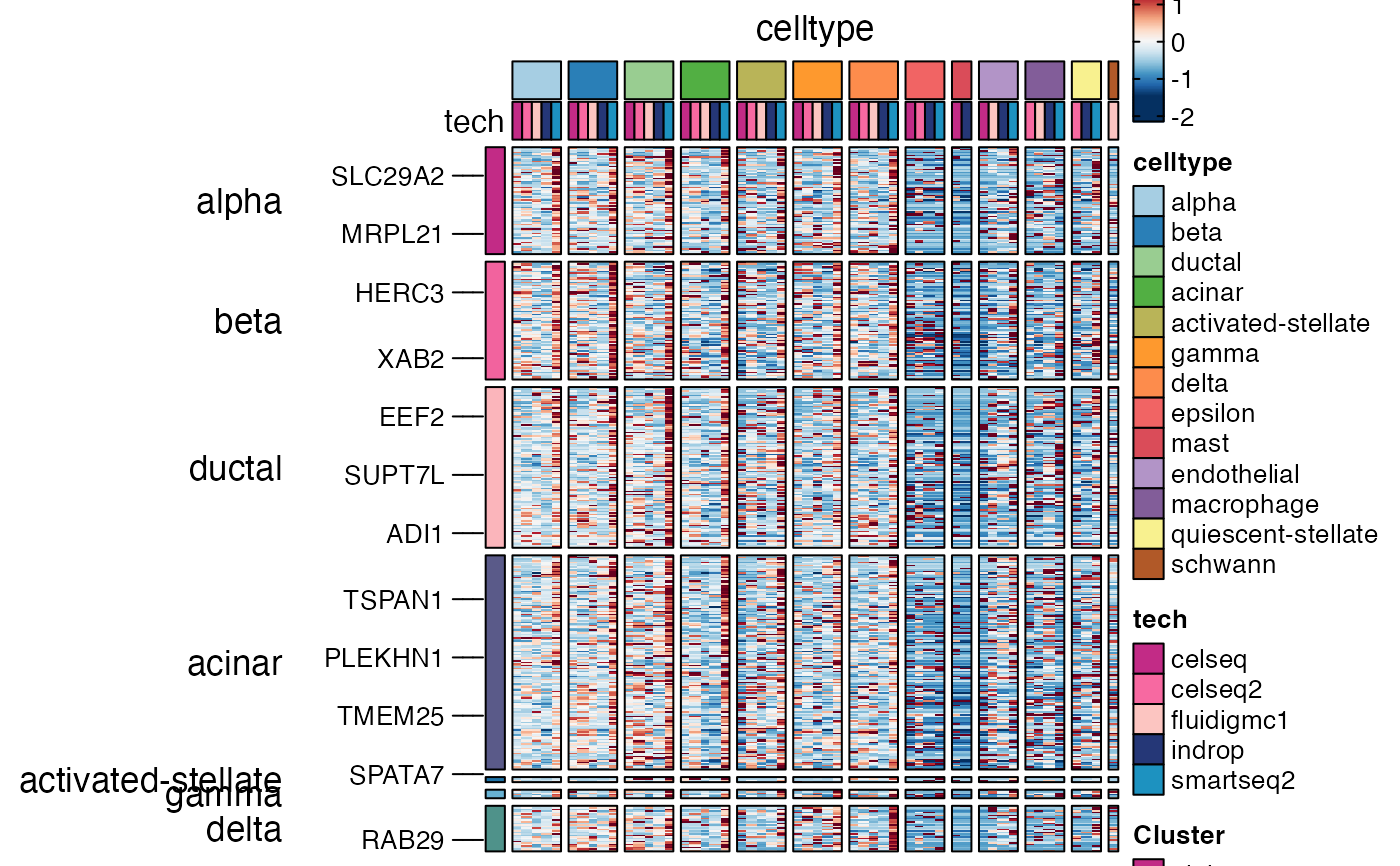 celltype
tech
alpha
beta
ductal
acinar
activated-stellate
gamma
delta
SLC29A2
MRPL21
HERC3
XAB2
EEF2
SUPT7L
ADI1
TSPAN1
PLEKHN1
TMEM25
SPATA7
RAB29
1
0
-1
-2
celltype
alpha
beta
ductal
acinar
activated-stellate
gamma
delta
epsilon
mast
endothelial
macrophage
quiescent-stellate
schwann
tech
celseq
celseq2
fluidigmc1
indrop
smartseq2
Cluster